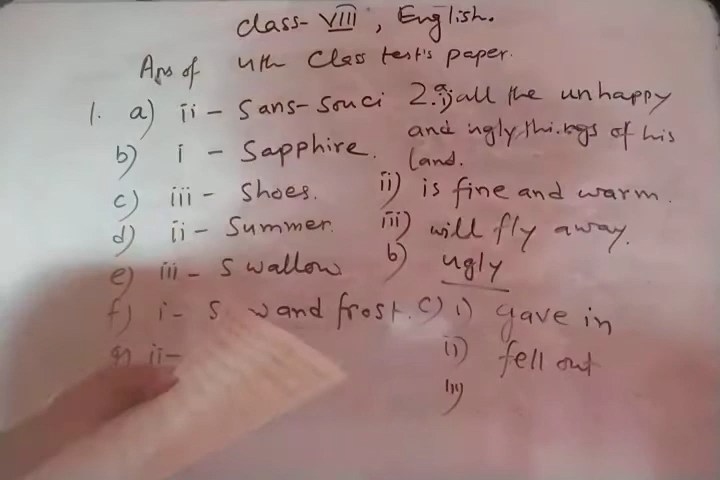 Class - VIII, English.
Ans of 4th Class test's paper.
1. a) ii - Sans-Souci
b) i - Sapphire.
c) iii - Shoes.
d) ii - Summer.
e) iii - Swallow
f) i - S w and frost.
g) ii -
2. a) i) all the unhappy
and ugly things of his
land.
ii) is fine and warm.
iii) will fly away.
b) ugly
c) i) gave in
ii) fell out
iii)